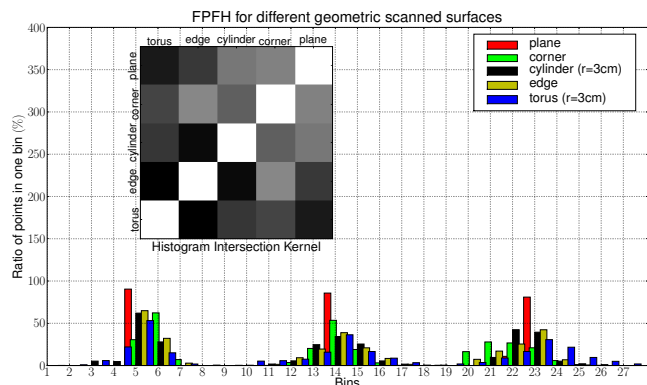 FPFH for different geometric scanned surfaces
Ratio of points in one bin (%)
400
350
300
250
200
150
100
50
0
torus edge cylinder corner plane
plane
corner
cylinder
edge
torus
Histogram Intersection Kernel
plane
corner
cylinder (r=3cm)
edge
torus (r=3cm)
1 2 3 4 5 6 7 8 9 10 11 12 13 14 15 16 17 18 19 20 21 22 23 24 25 26 27
Bins